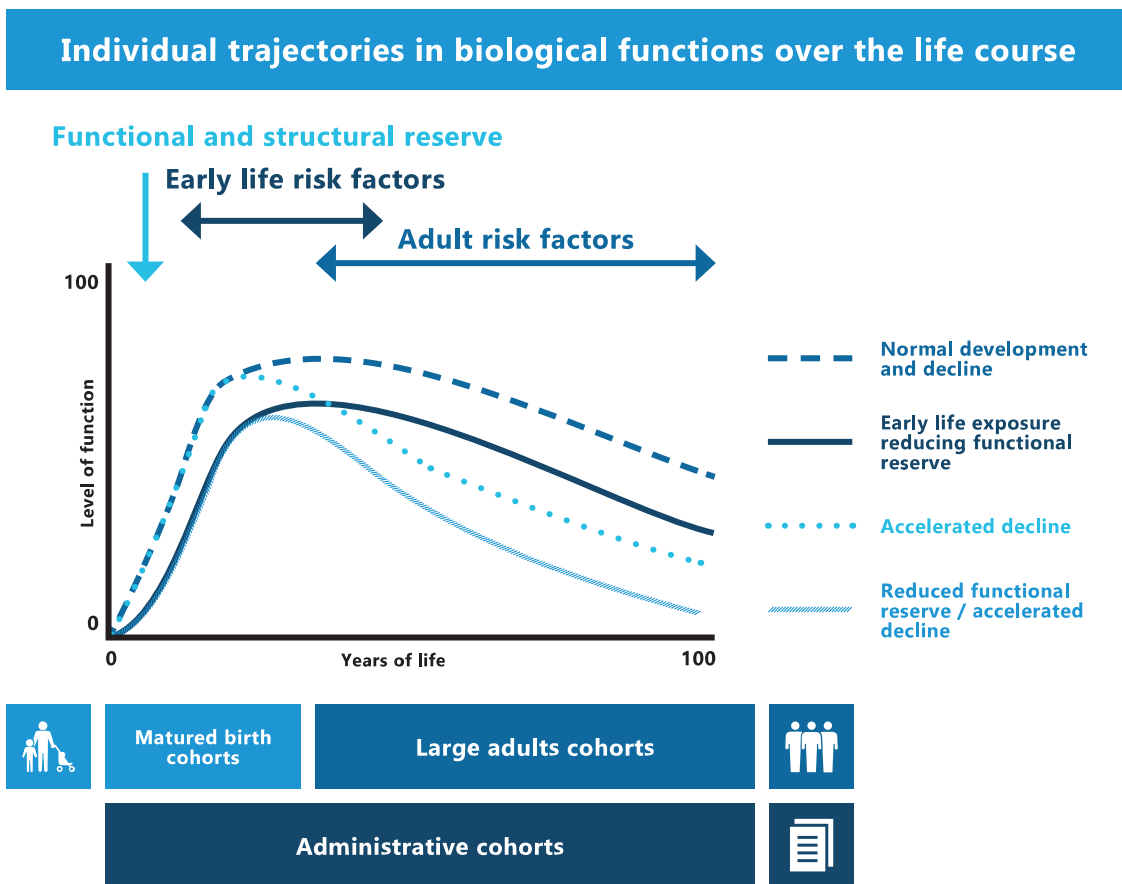 Individual trajectories in biological functions over the life course
Functional and structural reserve
Early life risk factors
Adult risk factors
100
Level of function
0
0
Years of life
100
Normal development
and decline
Early life exposure
reducing functional
reserve
Accelerated decline
Reduced functional
reserve / accelerated
decline
Matured birth
cohorts
Large adults cohorts
Administrative cohorts